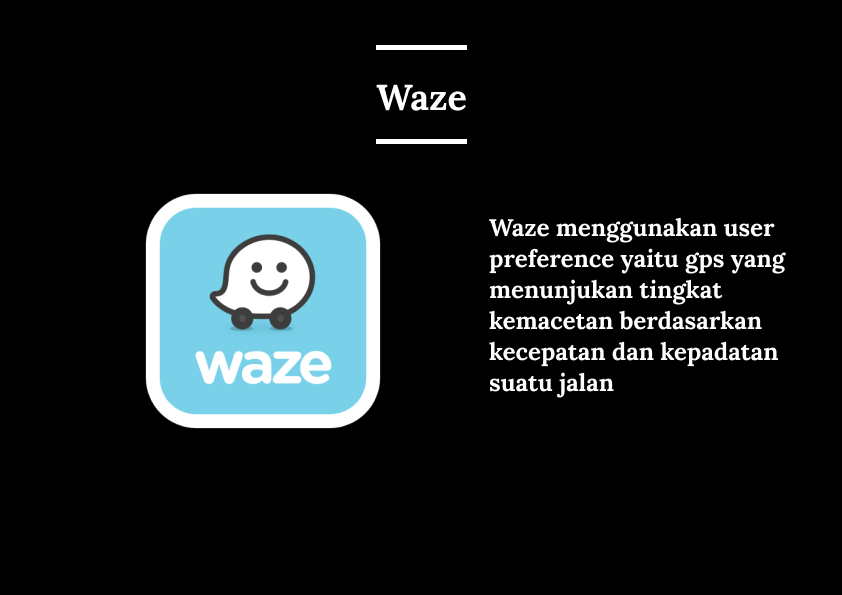 Waze
waze
Waze menggunakan user
preference yaitu gps yang
menunjukan tingkat
kemacetan berdasarkan
kecepatan dan kepadatan
suatu jalan